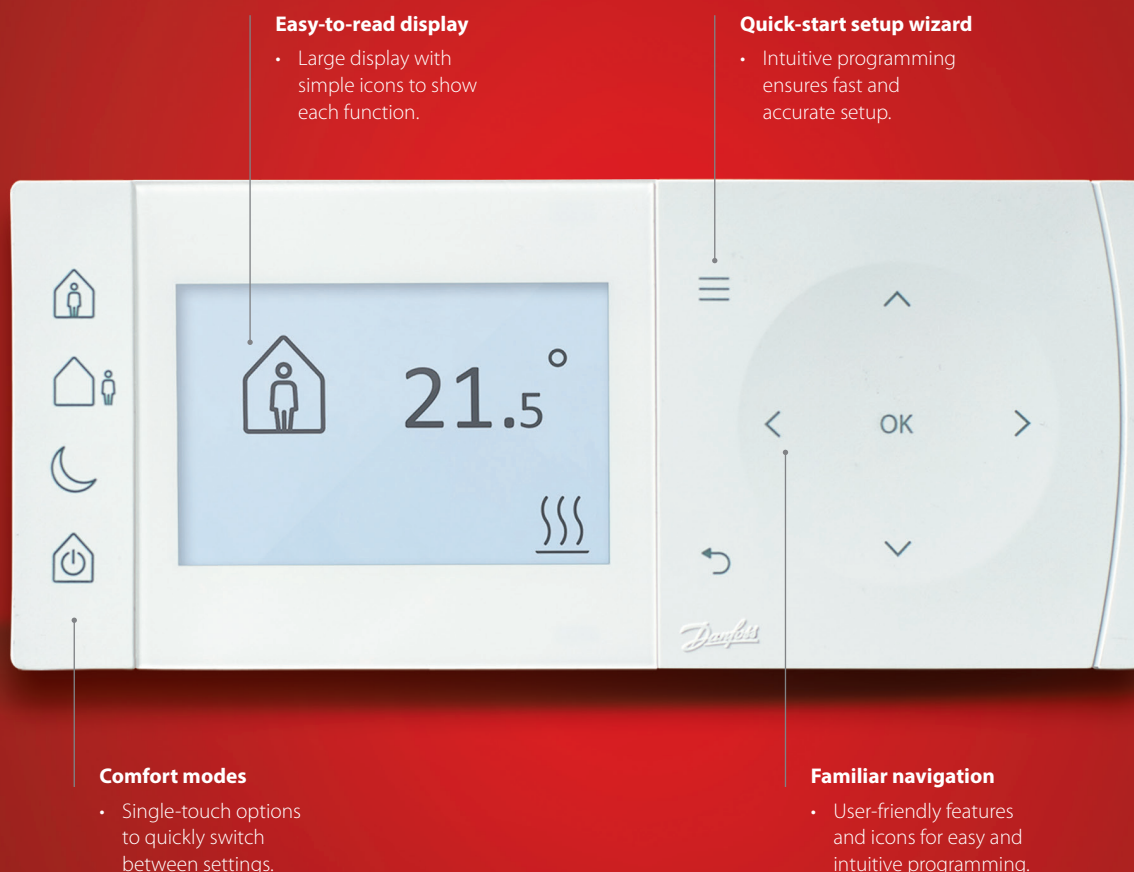 Easy-to-read display
• Large display with
simple icons to show
each function.
Quick-start setup wizard
• Intuitive programming
ensures fast and
accurate setup.
21.5°
OK
Danfoss
Comfort modes
• Single-touch options
to quickly switch
between settings.
Familiar navigation
• User-friendly features
and icons for easy and
intuitive programming.